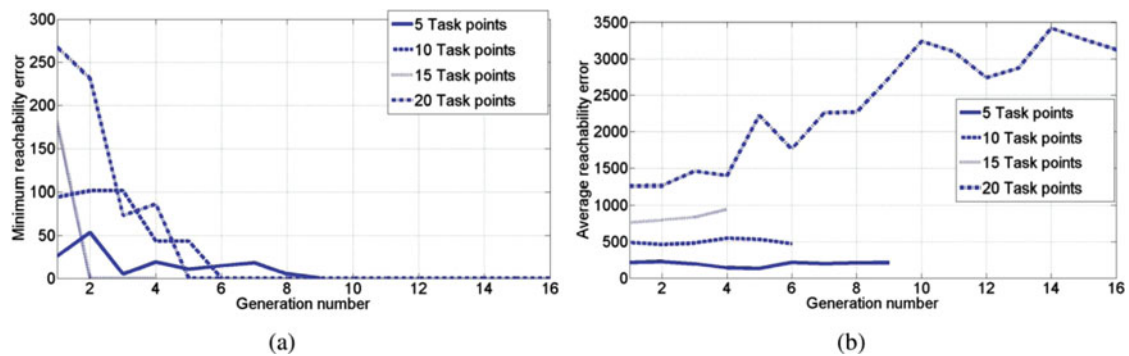 300
250
200
150
100
50
0
Minimum reachability error
5 Task points
10 Task points
15 Task points
20 Task points
2 4 6 8 10 12 14 16
Generation number
(a)
3500
3000
2500
2000
1500
1000
500
0
Average reachability error
5 Task points
10 Task points
15 Task points
20 Task points
2 4 6 8 10 12 14 16
Generation number
(b)